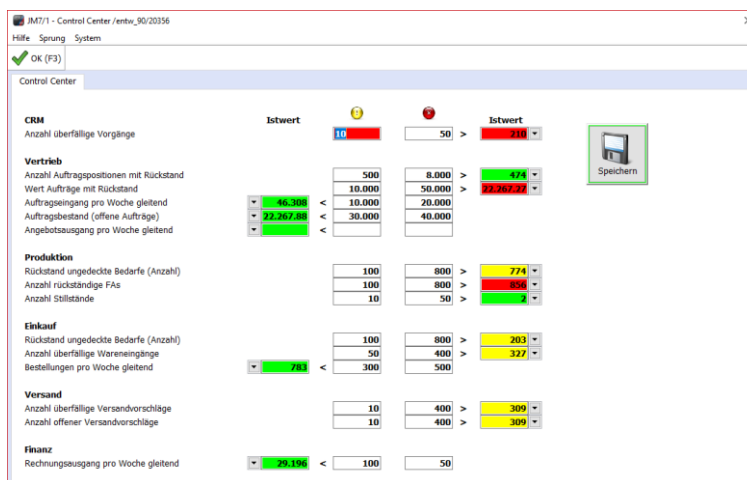 JM7/1 - Control Center /entw_90/20356
Hilfe Sprung System
OK (F3)
Control Center
CRM Istwert Istwert
Anzahl überfällige Vorgänge 10 50 > 210
Speichern
Vertrieb
Anzahl Auftragspositionen mit Rückstand 500 8.000 > 474
Wert Aufträge mit Rückstand 10.000 50.000 > 22.267.27
Auftragseingang pro Woche gleitend 46.308 < 10.000 20.000
Auftragsbestand (offene Aufträge) 22.267.88 < 30.000 40.000
Angebotsausgang pro Woche gleitend <
Produktion
Rückstand ungedeckte Bedarfe (Anzahl) 100 800 > 774
Anzahl rückständige FAs 100 800 > 856
Anzahl Stillstände 10 50 > 2
Einkauf
Rückstand ungedeckte Bedarfe (Anzahl) 100 800 > 203
Anzahl überfällige Wareneingänge 50 400 > 327
Bestellungen pro Woche gleitend 783 < 300 500
Versand
Anzahl überfällige Versandvorschläge 10 400 > 309
Anzahl offener Versandvorschläge 10 400 > 309
Finanz
Rechnungsausgang pro Woche gleitend 29.196 < 100 50